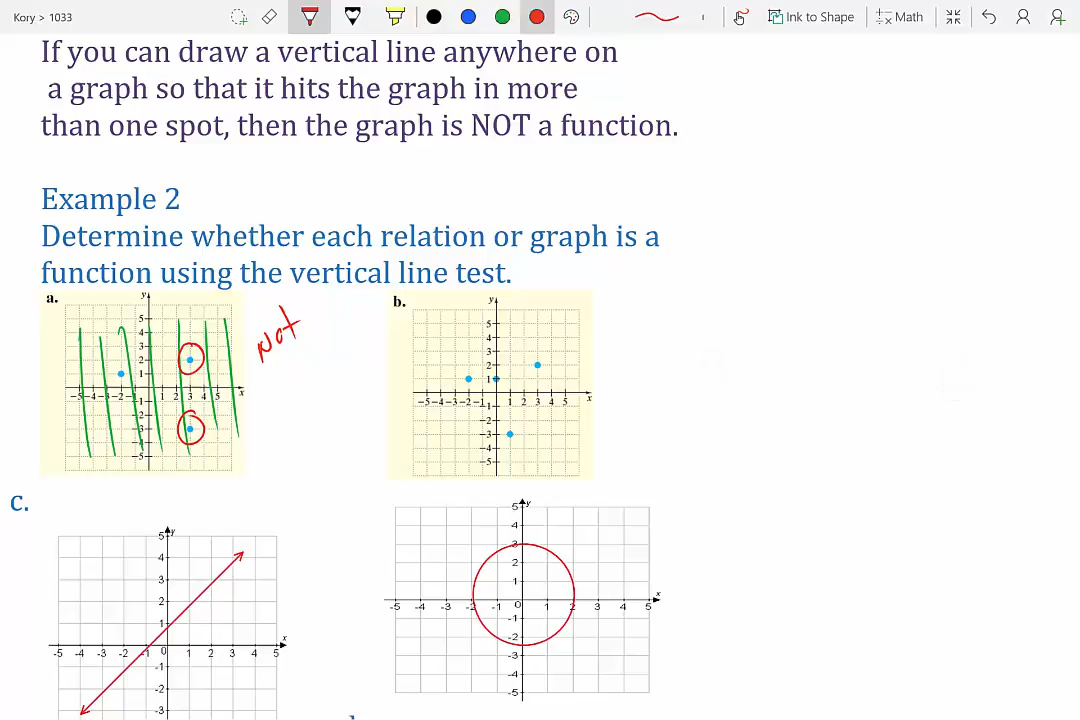 Kory > 1033
Ink to Shape
Math
If you can draw a vertical line anywhere on
a graph so that it hits the graph in more
than one spot, then the graph is NOT a function.
Example 2
Determine whether each relation or graph is a
function using the vertical line test.
a.
Not
b.
c.